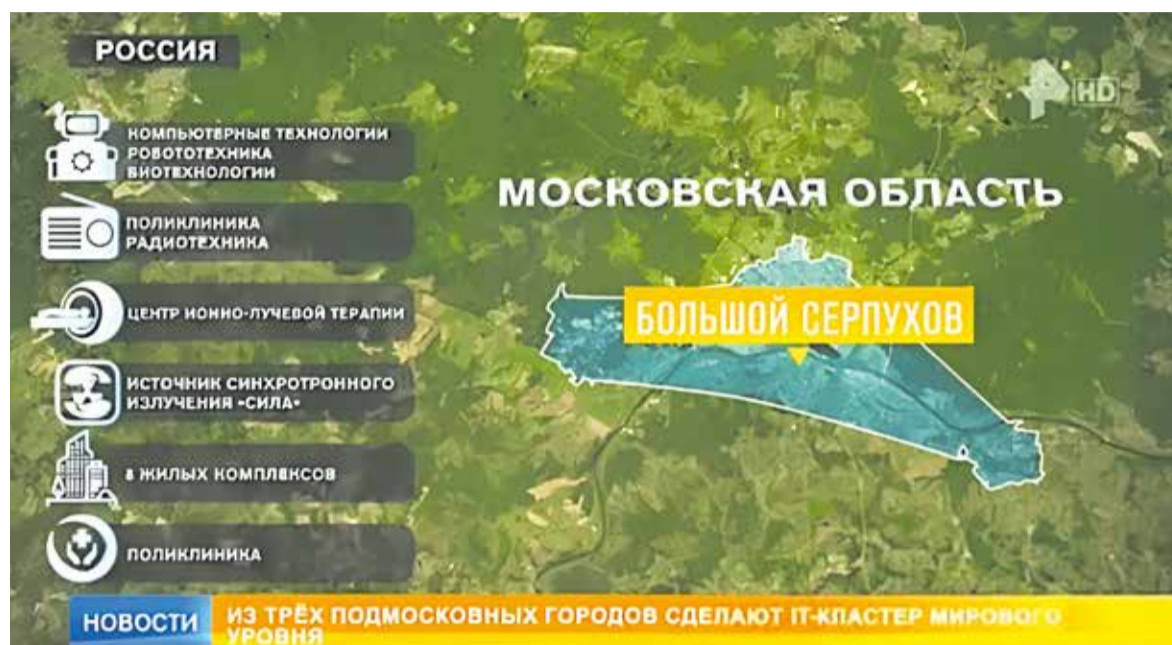 РОССИЯ
HD
КОМПЬЮТЕРНЫЕ ТЕХНОЛОГИИ
РОБОТОТЕХНИКА
БИОТЕХНОЛОГИИ
МОСКОВСКАЯ ОБЛАСТЬ
ПОЛИКЛИНИКА
РАДИОТЕХНИКА
ЦЕНТР ИОННО-ЛУЧЕВОЙ ТЕРАПИИ
БОЛЬШОЙ СЕРПУХОВ
ИСТОЧНИК СИНХРОТРОННОГО
ИЗЛУЧЕНИЯ «СИЛА»
8 ЖИЛЫХ КОМПЛЕКСОВ
ПОЛИКЛИНИКА
НОВОСТИ
ИЗ ТРЁХ ПОДМОСКОВНЫХ ГОРОДОВ СДЕЛАЮТ IT-КЛАСТЕР МИРОВОГО
УРОВНЯ